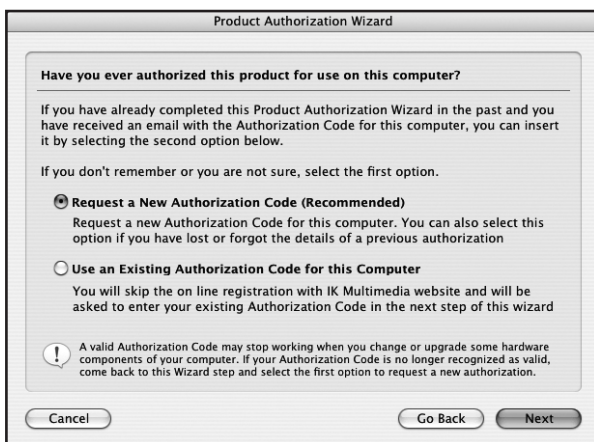 Product Authorization Wizard
Have you ever authorized this product for use on this computer?
If you have already completed this Product Authorization Wizard in the past and you
have received an email with the Authorization Code for this computer, you can insert
it by selecting the second option below.
If you don't remember or you are not sure, select the first option.
Request a New Authorization Code (Recommended)
Request a new Authorization Code for this computer. You can also select this
option if you have lost or forgot the details of a previous authorization
Use an Existing Authorization Code for this Computer
You will skip the on line registration with IK Multimedia website and will be
asked to enter your existing Authorization Code in the next step of this wizard
! A valid Authorization Code may stop working when you change or upgrade some hardware
components of your computer. If your Authorization Code is no longer recognized as valid,
come back to this Wizard step and select the first option to request a new authorization.
Cancel Go Back Next